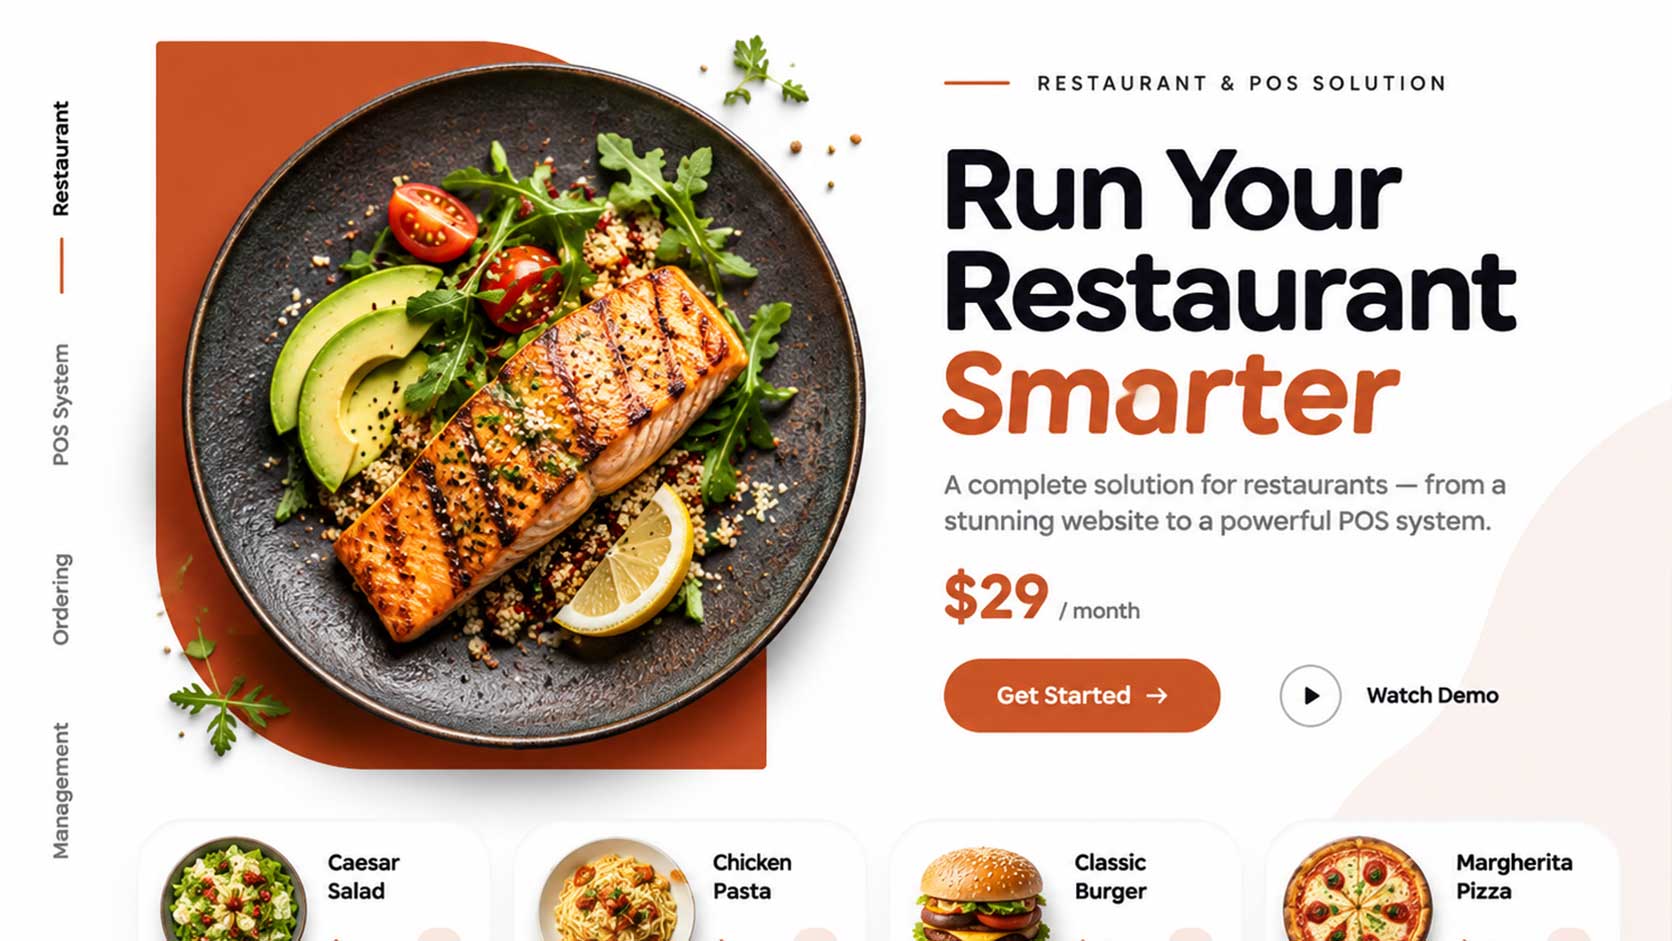 Restaurant
POS System
Ordering
Management
RESTAURANT & POS SOLUTION
Run Your
Restaurant
Smarter
A complete solution for restaurants — from a
stunning website to a powerful POS system.
$29 / month
Get Started →
Watch Demo
Caesar
Salad
Chicken
Pasta
Classic
Burger
Margherita
Pizza